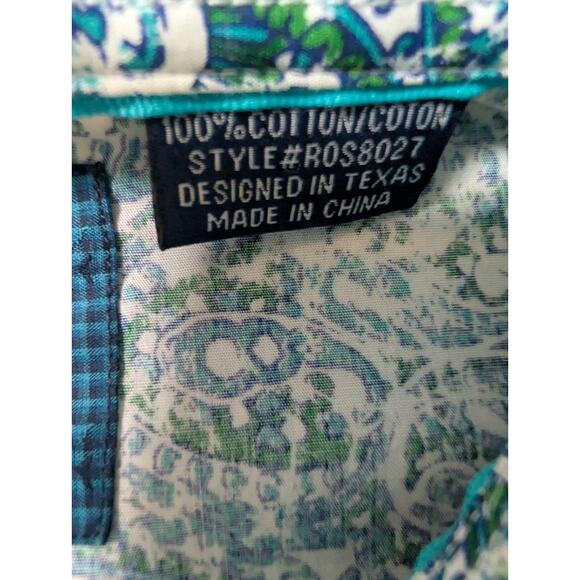 100%COTTON/COTON
STYLE#ROS8027
DESIGNED IN TEXAS
MADE IN CHINA